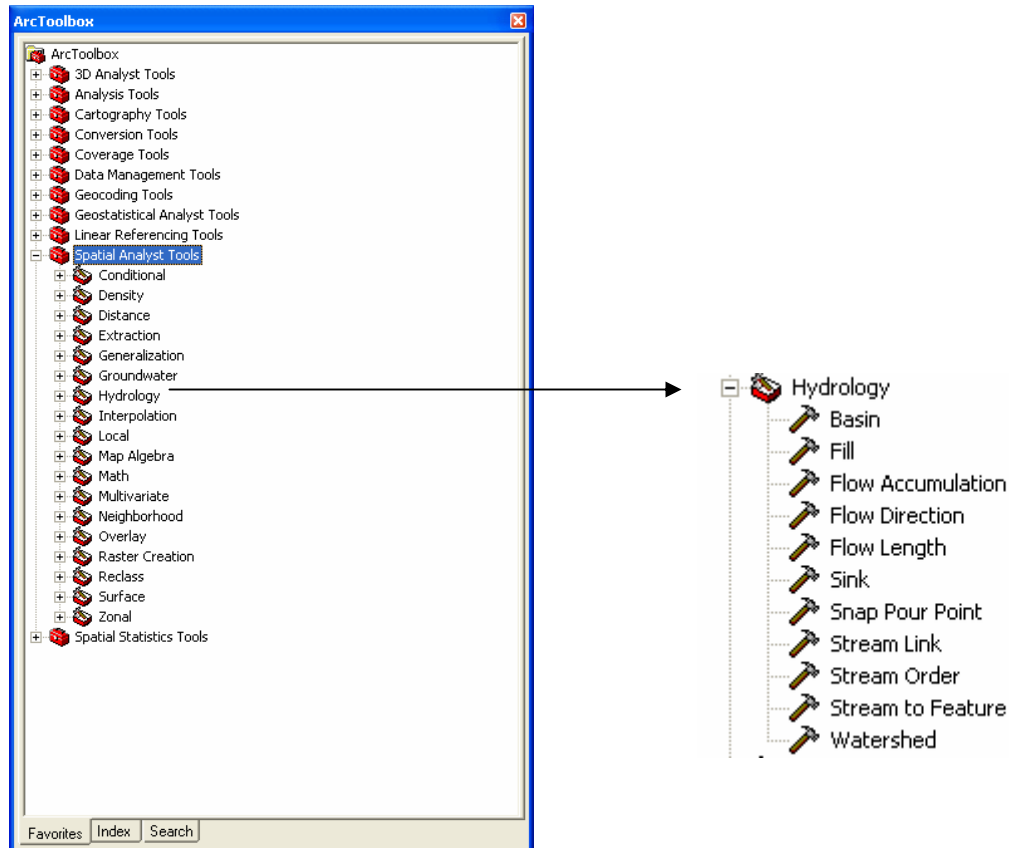 ArcToolbox
ArcToolbox
3D Analyst Tools
Analysis Tools
Cartography Tools
Conversion Tools
Coverage Tools
Data Management Tools
Geocoding Tools
Geostatistical Analyst Tools
Linear Referencing Tools
Spatial Analyst Tools
Conditional
Density
Distance
Extraction
Generalization
Groundwater
Hydrology
Interpolation
Local
Map Algebra
Math
Multivariate
Neighborhood
Overlay
Raster Creation
Reclass
Surface
Zonal
Spatial Statistics Tools
Favorites Index Search
Hydrology
Basin
Fill
Flow Accumulation
Flow Direction
Flow Length
Sink
Snap Pour Point
Stream Link
Stream Order
Stream to Feature
Watershed